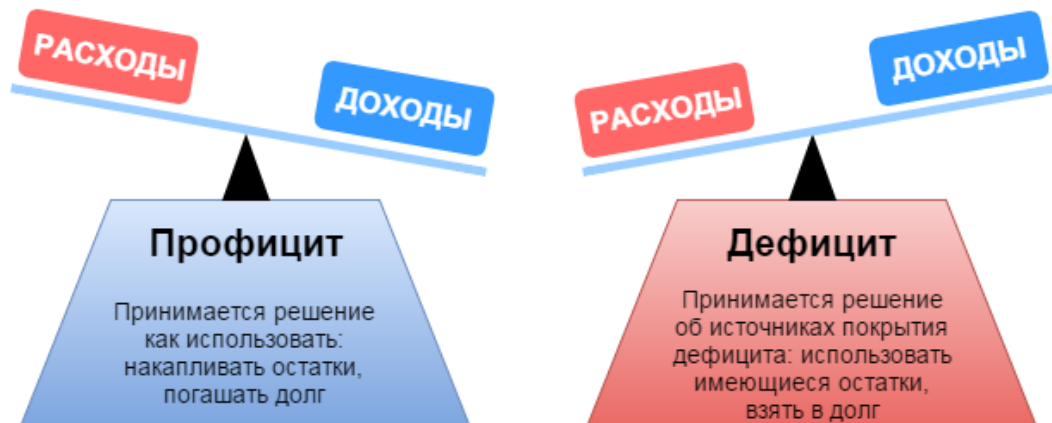 РАСХОДЫ
ДОХОДЫ
Профицит
Принимается решение
как использовать:
накапливать остатки,
погашать долг
РАСХОДЫ
ДОХОДЫ
Дефицит
Принимается решение
об источниках покрытия
дефицита: использовать
имеющиеся остатки,
взять в долг